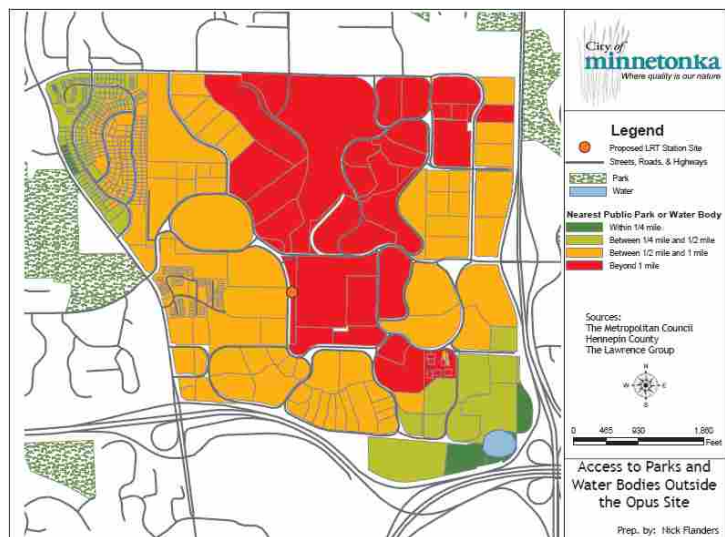 City of
minnetonka
Where quality is our nature
Legend
Proposed LRT Station Site
Streets, Roads, & Highways
Park
Water
Nearest Public Park or Water Body
Within 1/4 mile
Between 1/4 mile and 1/2 mile
Between 1/2 mile and 1 mile
Beyond 1 mile
Sources:
The Metropolitan Council
Hennepin County
The Lawrence Group
N
W E
S
0 465 930 1,860
Feet
Access to Parks and
Water Bodies Outside
the Opus Site
Prep. by: Nick Flanders